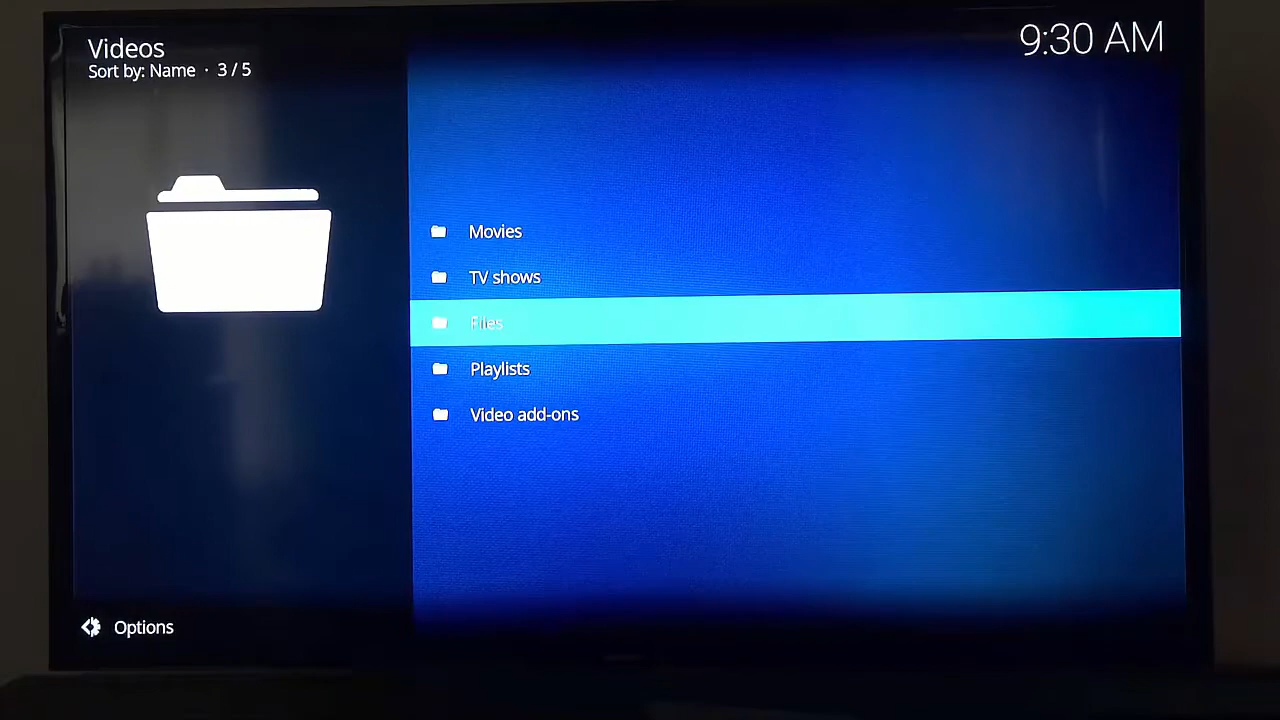 Videos
Sort by: Name · 3 / 5
9:30 AM
Movies
TV shows
Files
Playlists
Video add-ons
Options